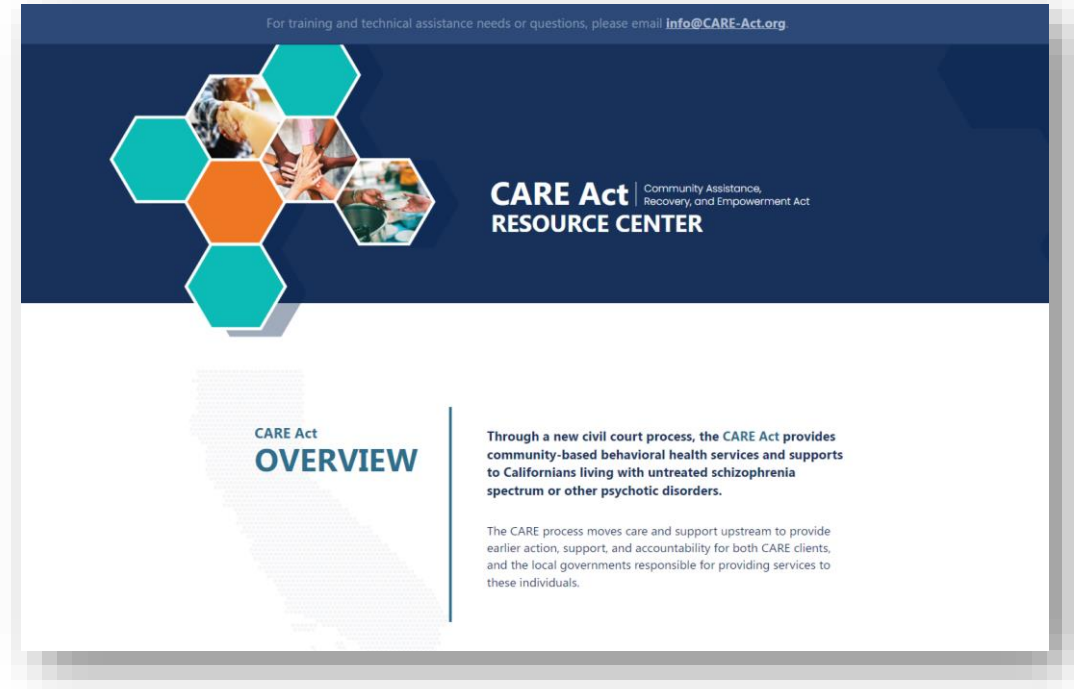 For training and technical assistance needs or questions, please email info@CARE-Act.org.
CARE Act
Community Assistance,
Recovery, and Empowerment Act
RESOURCE CENTER
CARE Act
OVERVIEW
Through a new civil court process, the CARE Act provides
community-based behavioral health services and supports
to Californians living with untreated schizophrenia
spectrum or other psychotic disorders.
The CARE process moves care and support upstream to provide
earlier action, support, and accountability for both CARE clients,
and the local governments responsible for providing services to
these individuals.